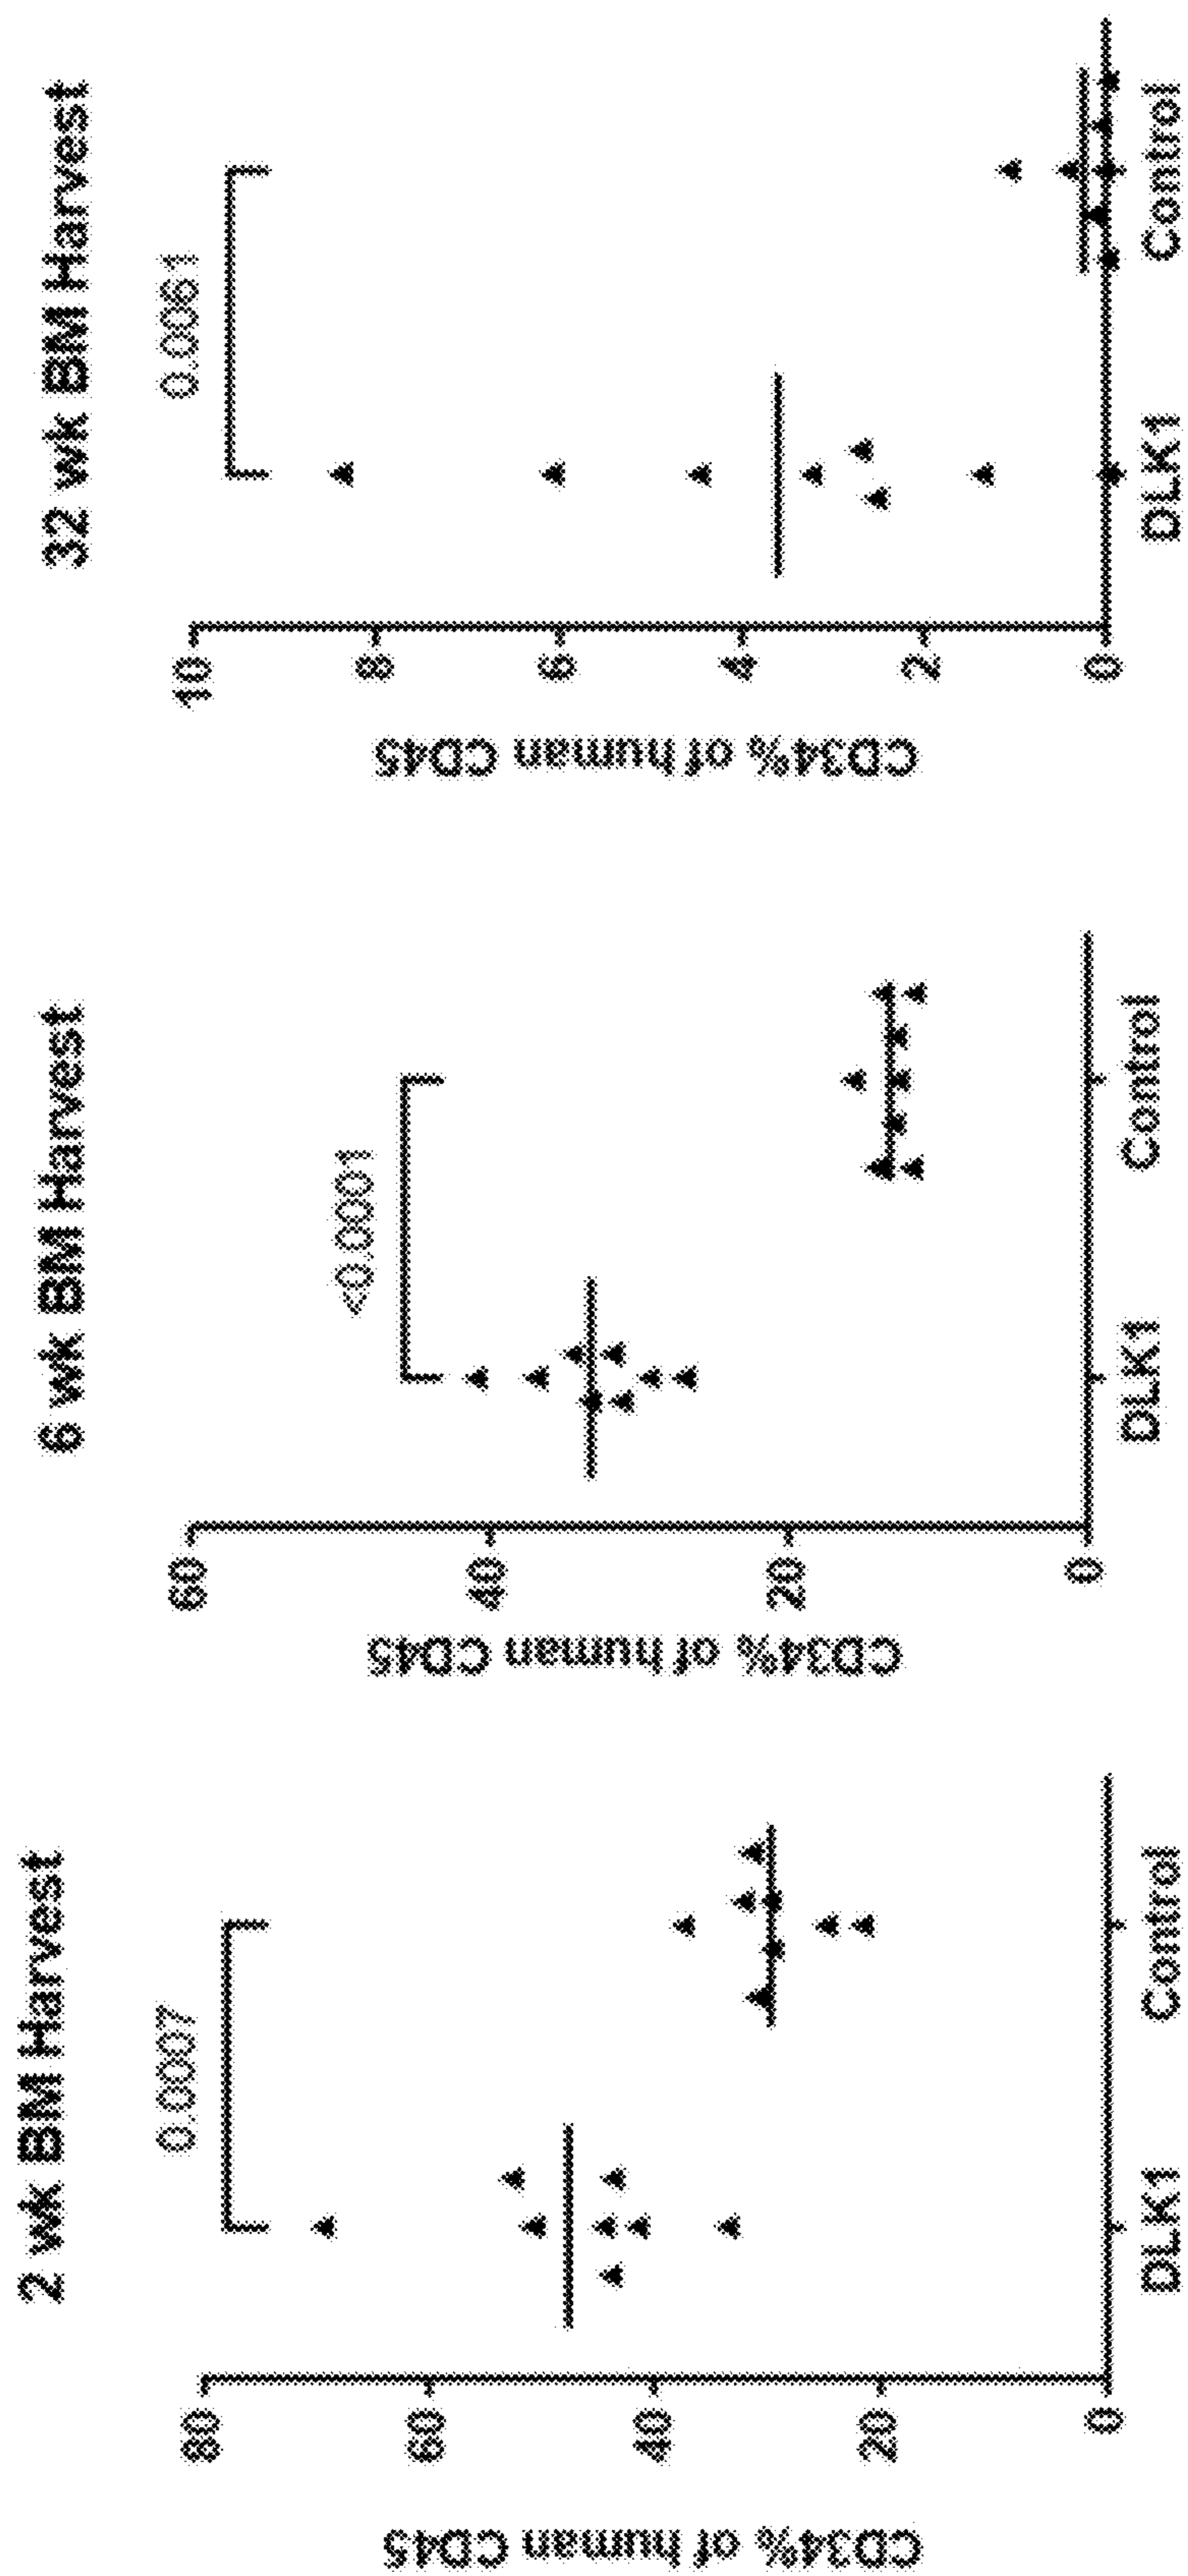 2 wk BM Harvest
0.0007
80
60
40
20
0
CD34% of human CD45
DLK1
Control
6 wk BM Harvest
<0.0001
60
40
20
0
CD34% of human CD45
DLK1
Control
32 wk BM Harvest
0.0061
10
8
6
4
2
0
CD34% of human CD45
DLK1
Control